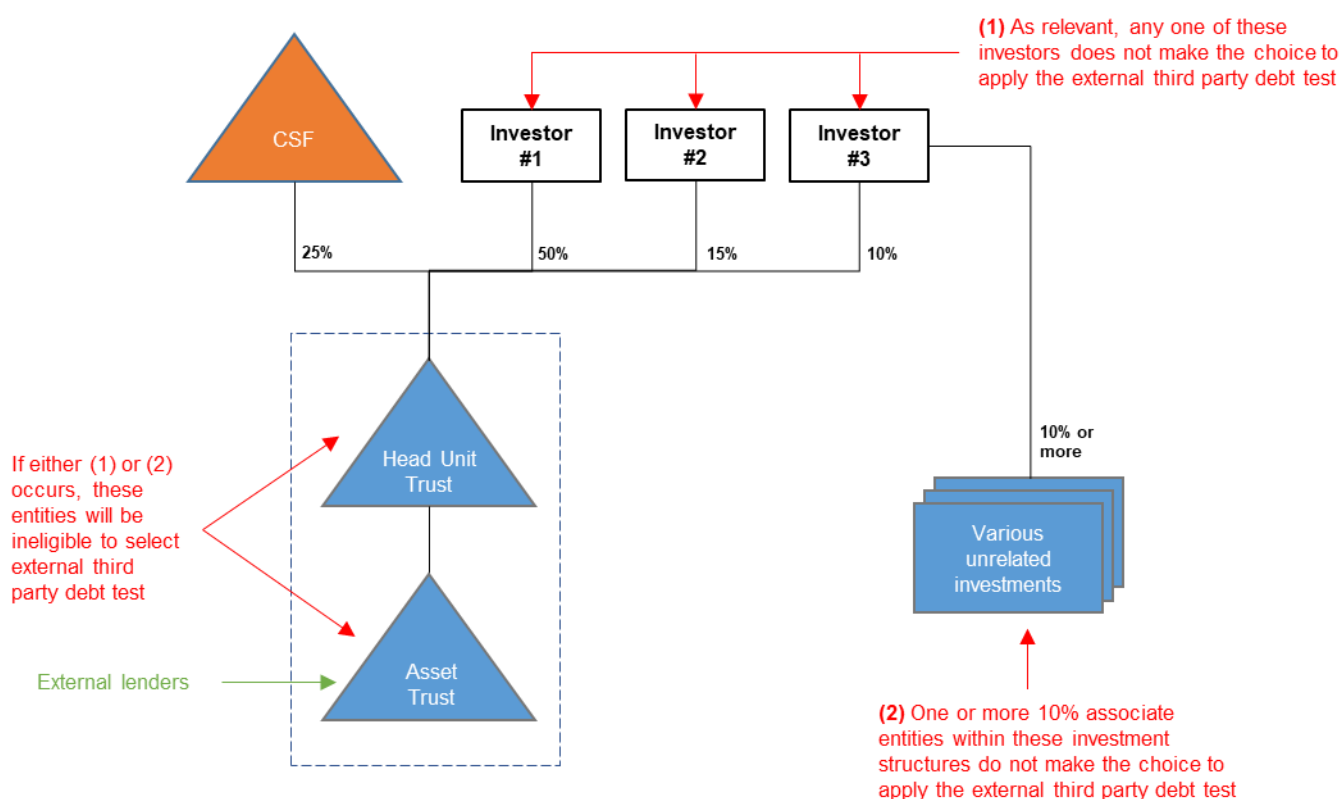 (1) As relevant, any one of these
investors does not make the choice to
apply the external third party debt test
CSF
Investor
#1
Investor
#2
Investor
#3
25%
50%
15%
10%
10% or
more
If either (1) or (2)
occurs, these
entities will be
ineligible to select
external third
party debt test
Head Unit
Trust
Various
unrelated
investments
External lenders
Asset
Trust
(2) One or more 10% associate
entities within these investment
structures do not make the choice to
apply the external third party debt test